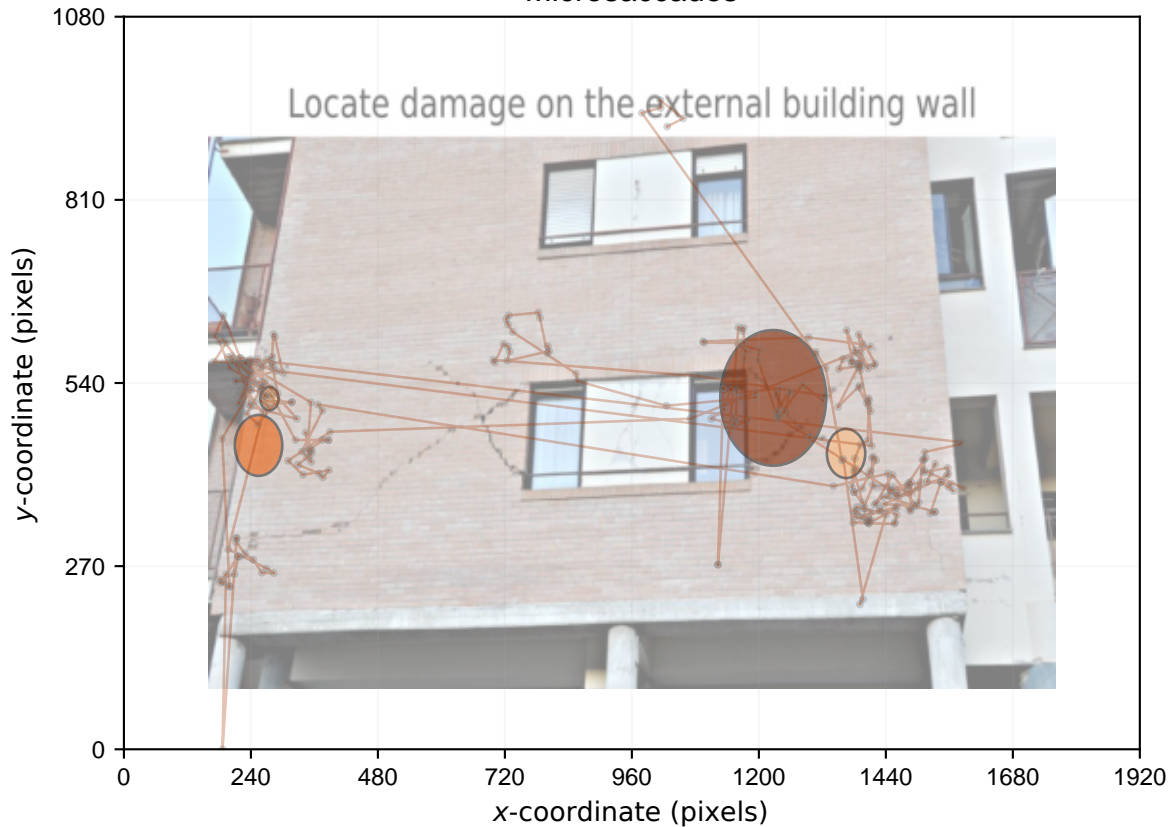 Microsaccades
1080
Locate damage on the external building wall
810
540
270
0
0 240 480 720 960 1200 1440 1680 1920
y-coordinate (pixels)
x-coordinate (pixels)